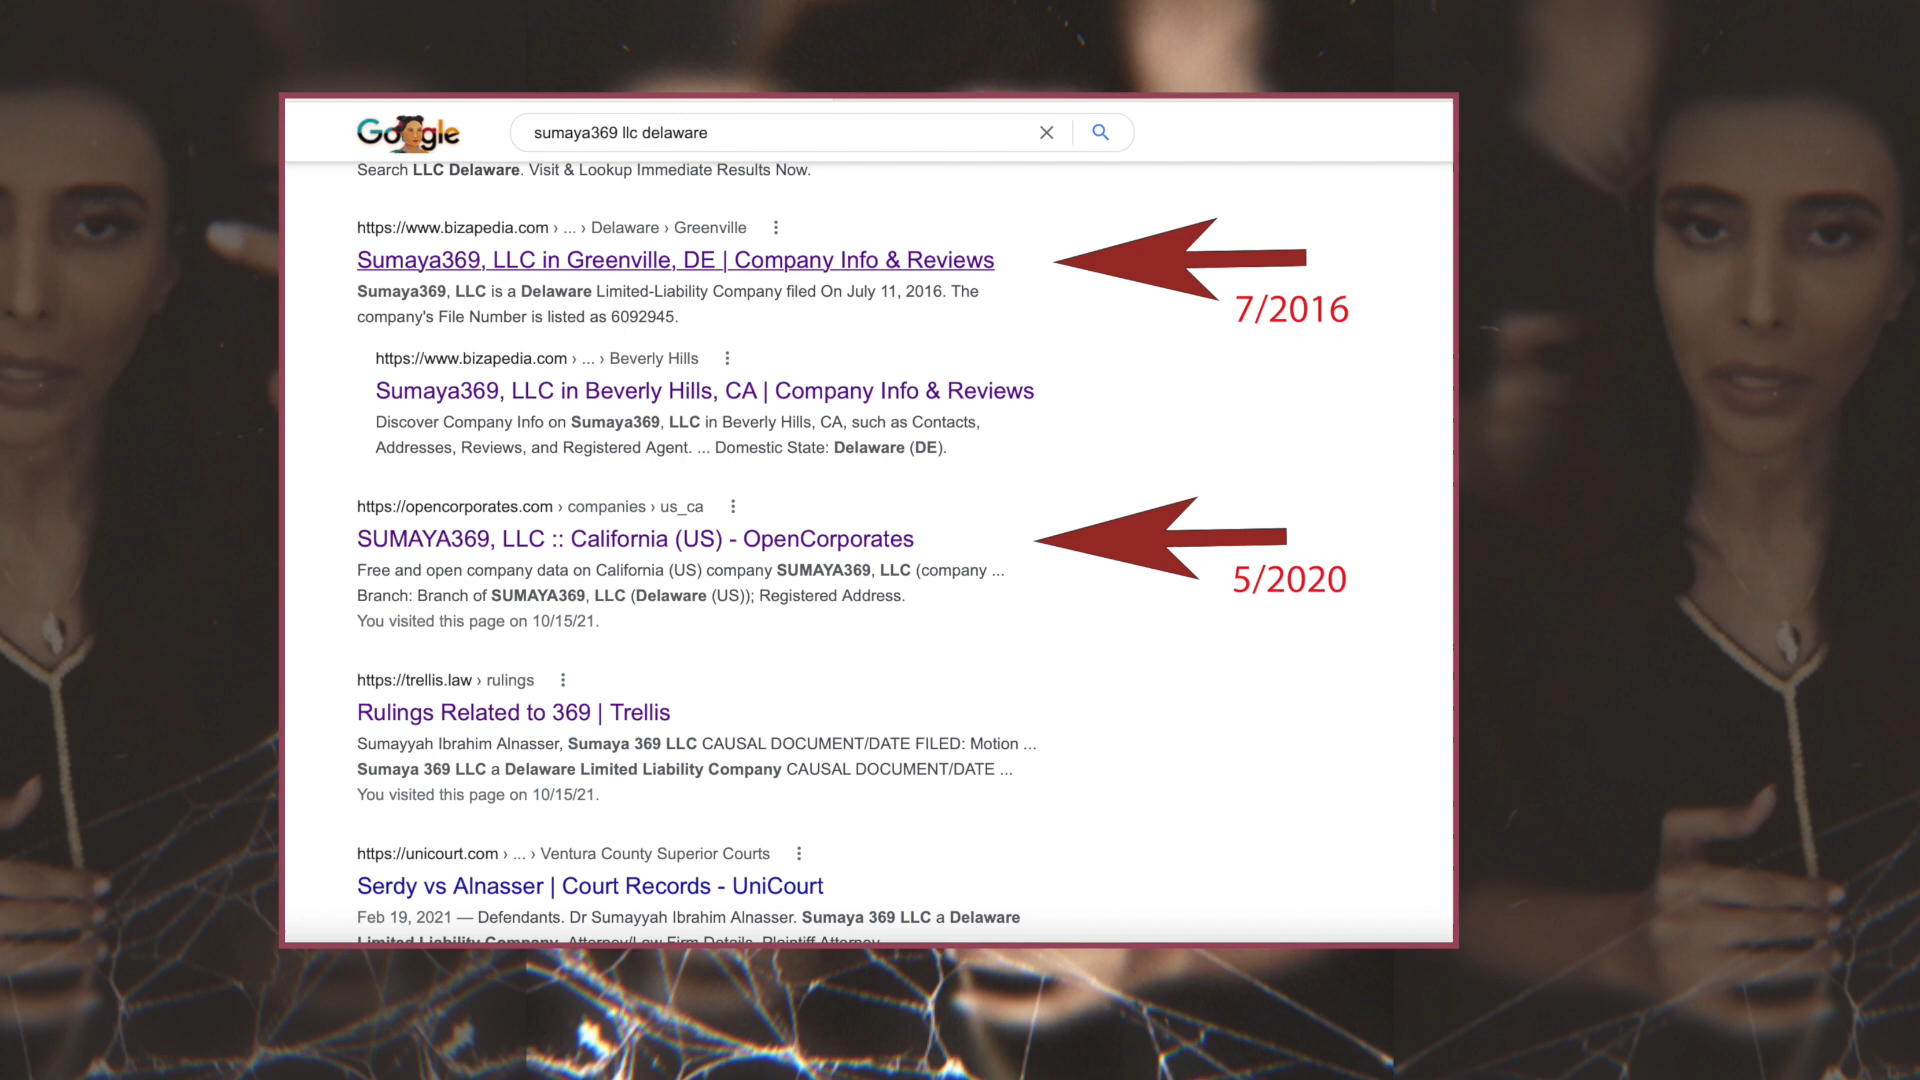 Google
sumaya369 llc delaware
Search LLC Delaware. Visit & Lookup Immediate Results Now.
https://www.bizapedia.com › ... › Delaware › Greenville
Sumaya369, LLC in Greenville, DE | Company Info & Reviews
Sumaya369, LLC is a Delaware Limited-Liability Company filed On July 11, 2016. The
company's File Number is listed as 6092945.
7/2016
https://www.bizapedia.com › ... › Beverly Hills
Sumaya369, LLC in Beverly Hills, CA | Company Info & Reviews
Discover Company Info on Sumaya369, LLC in Beverly Hills, CA, such as Contacts,
Addresses, Reviews, and Registered Agent. ... Domestic State: Delaware (DE).
https://opencorporates.com › companies › us_ca
SUMAYA369, LLC :: California (US) - OpenCorporates
Free and open company data on California (US) company SUMAYA369, LLC (company ...
Branch: Branch of SUMAYA369, LLC (Delaware (US)); Registered Address.
You visited this page on 10/15/21.
5/2020
https://trellis.law › rulings
Rulings Related to 369 | Trellis
Sumayyah Ibrahim Alnasser, Sumaya 369 LLC CAUSAL DOCUMENT/DATE FILED: Motion ...
Sumaya 369 LLC a Delaware Limited Liability Company CAUSAL DOCUMENT/DATE ...
You visited this page on 10/15/21.
https://unicourt.com › ... › Ventura County Superior Courts
Serdy vs Alnasser | Court Records - UniCourt
Feb 19, 2021 — Defendants. Dr Sumayyah Ibrahim Alnasser. Sumaya 369 LLC a Delaware
Limited Liability Company. Attorney/Law Firm Details. Plaintiff Attorney